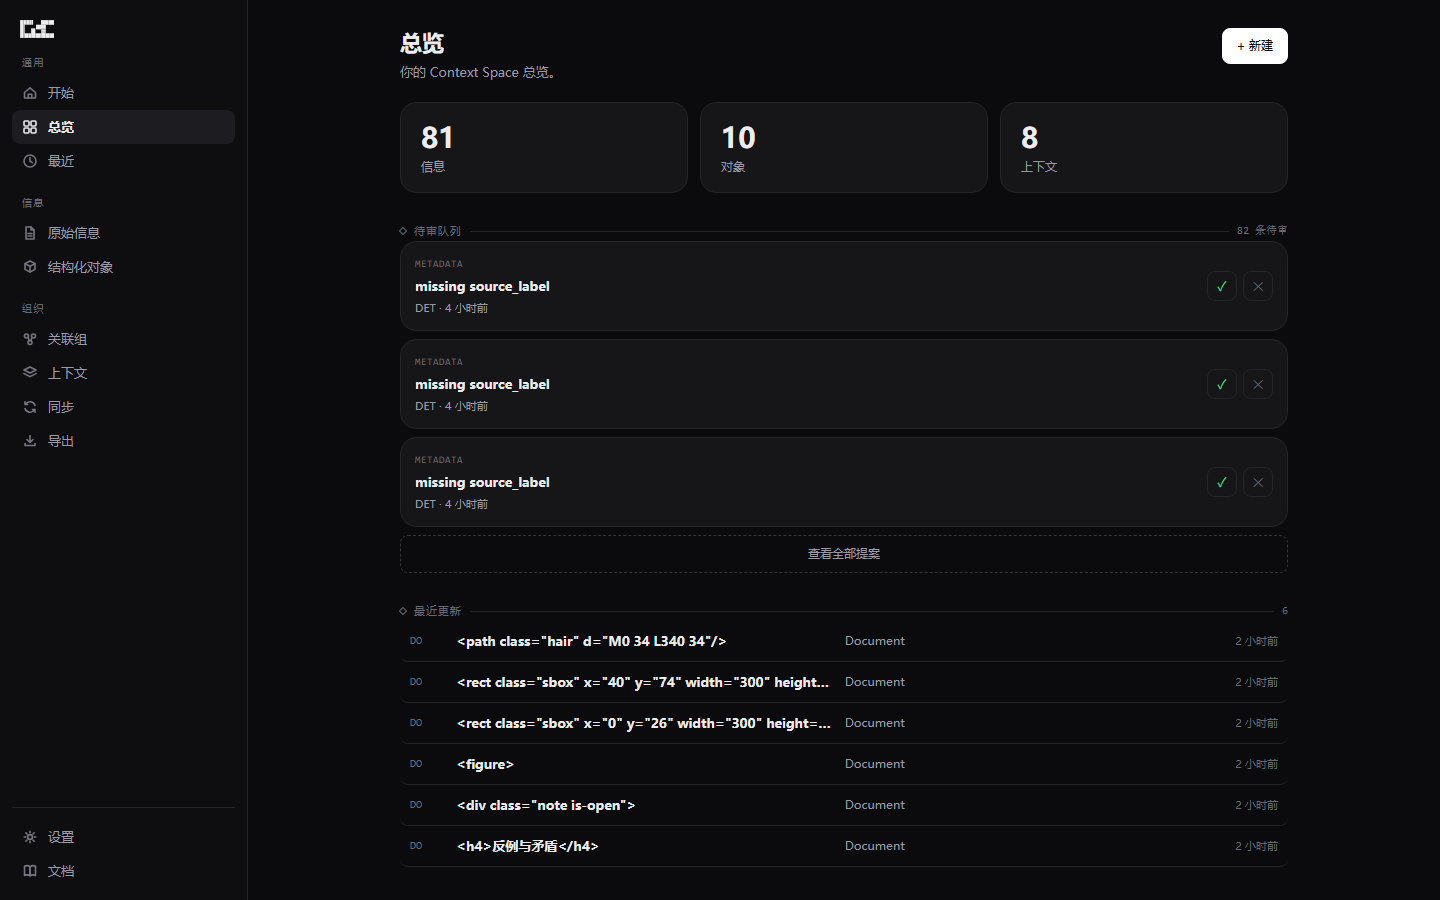 通用
开始
总览
最近
信息
原始信息
结构化对象
组织
关联组
上下文
同步
导出
设置
文档
总览
你的 Context Space 总览。
+ 新建
81
信息
10
对象
8
上下文
待审队列
82 条待审
METADATA
missing source_label
DET · 4 小时前
✓ ×
METADATA
missing source_label
DET · 4 小时前
✓ ×
METADATA
missing source_label
DET · 4 小时前
✓ ×
查看全部提案
最近更新
6
DO <path class="hair" d="M0 34 L340 34"/> Document 2 小时前
DO <rect class="sbox" x="40" y="74" width="300" height... Document 2 小时前
DO <rect class="sbox" x="0" y="26" width="300" height=... Document 2 小时前
DO <figure> Document 2 小时前
DO <div class="note is-open"> Document 2 小时前
DO <h4>反例与矛盾</h4> Document 2 小时前